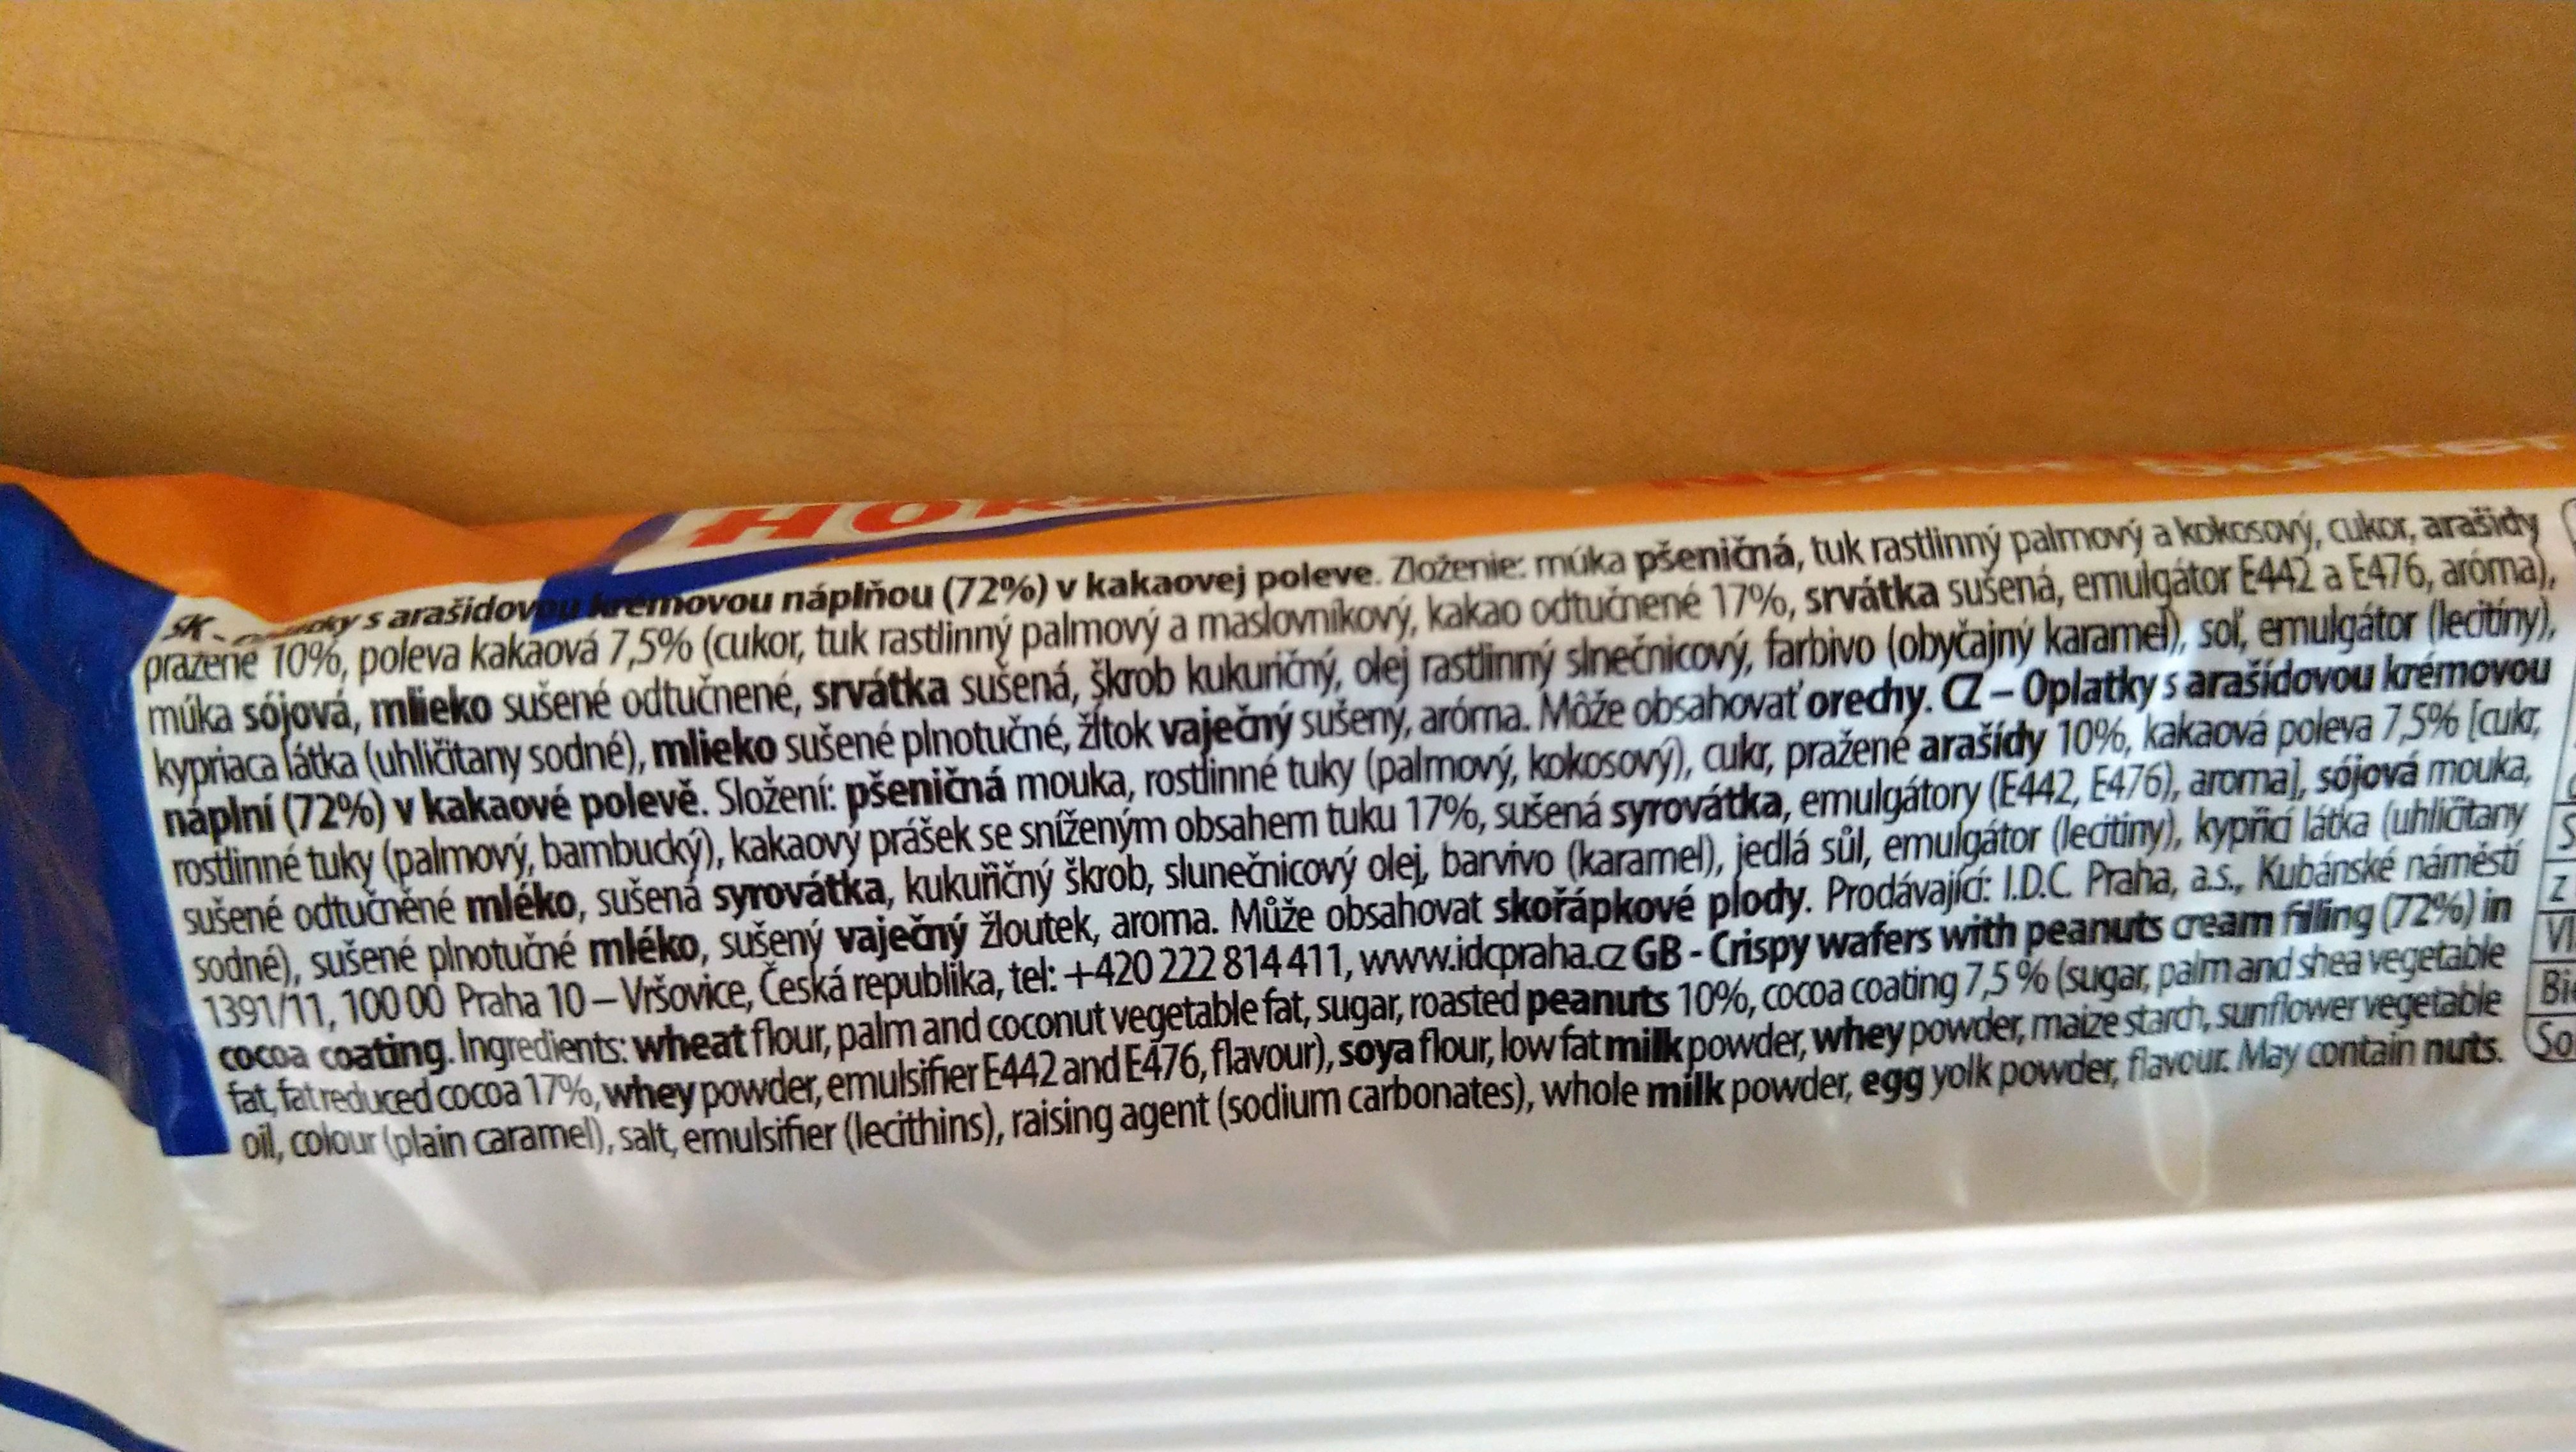 butter
SK - s arašidovou krémovou náplňou (72%) v kakaovej poleve. Zloženie: múka pšeničná, tuk rastlinný palmový a kokosový, cukor, arašidy
pražené 10%, poleva kakaová 7,5% (cukor, tuk rastlinný palmový a maslovníkový, kakao odtučnené 17%, srvátka sušená, emulgátor E442 a E476, aróma),
múka sójová, mlieko sušené odtučnené, srvátka sušená, škrob kukuričný, olej rastlinný slnečnicový, farbivo (obyčajný karamel), soľ, emulgátor (lecitíny),
kypriaca látka (uhličitany sodné), mlieko sušené plnotučné, žĺtok vaječný sušený, aróma. Môže obsahovať orechy. CZ – Oplatky s arašídovou krémovou
náplní (72%) v kakaové polevě. Složení: pšeničná mouka, rostlinné tuky (palmový, kokosový), cukr, pražené arašídy 10%, kakaová poleva 7,5% [cukr,
rostlinné tuky (palmový, bambucký), kakaový prášek se sníženým obsahem tuku 17%, sušená syrovátka, emulgátory (E442, E476), aroma], sójová mouka,
sušené odtučněné mléko, sušená syrovátka, kukuřičný škrob, slunečnicový olej, barvivo (karamel), jedlá sůl, emulgátor (lecitiny), kypřicí látka (uhličitany
sodné), sušené plnotučné mléko, sušený vaječný žloutek, aroma. Může obsahovat skořápkové plody. Prodávající: I.D.C. Praha, a.s., Kubánské náměstí
1391/11, 100 00 Praha 10 – Vršovice, Česká republika, tel: +420 222 814 411, www.idcpraha.cz GB - Crispy wafers with peanuts cream filling (72%) in
cocoa coating. Ingredients: wheat flour, palm and coconut vegetable fat, sugar, roasted peanuts 10%, cocoa coating 7,5 % (sugar, palm and shea vegetable
fat, fat reduced cocoa 17%, whey powder, emulsifier E442 and E476, flavour), soya flour, low fat milk powder, whey powder, maize starch, sunflower vegetable
oil, colour (plain caramel), salt, emulsifier (lecithins), raising agent (sodium carbonates), whole milk powder, egg yolk powder, flavour. May contain nuts.